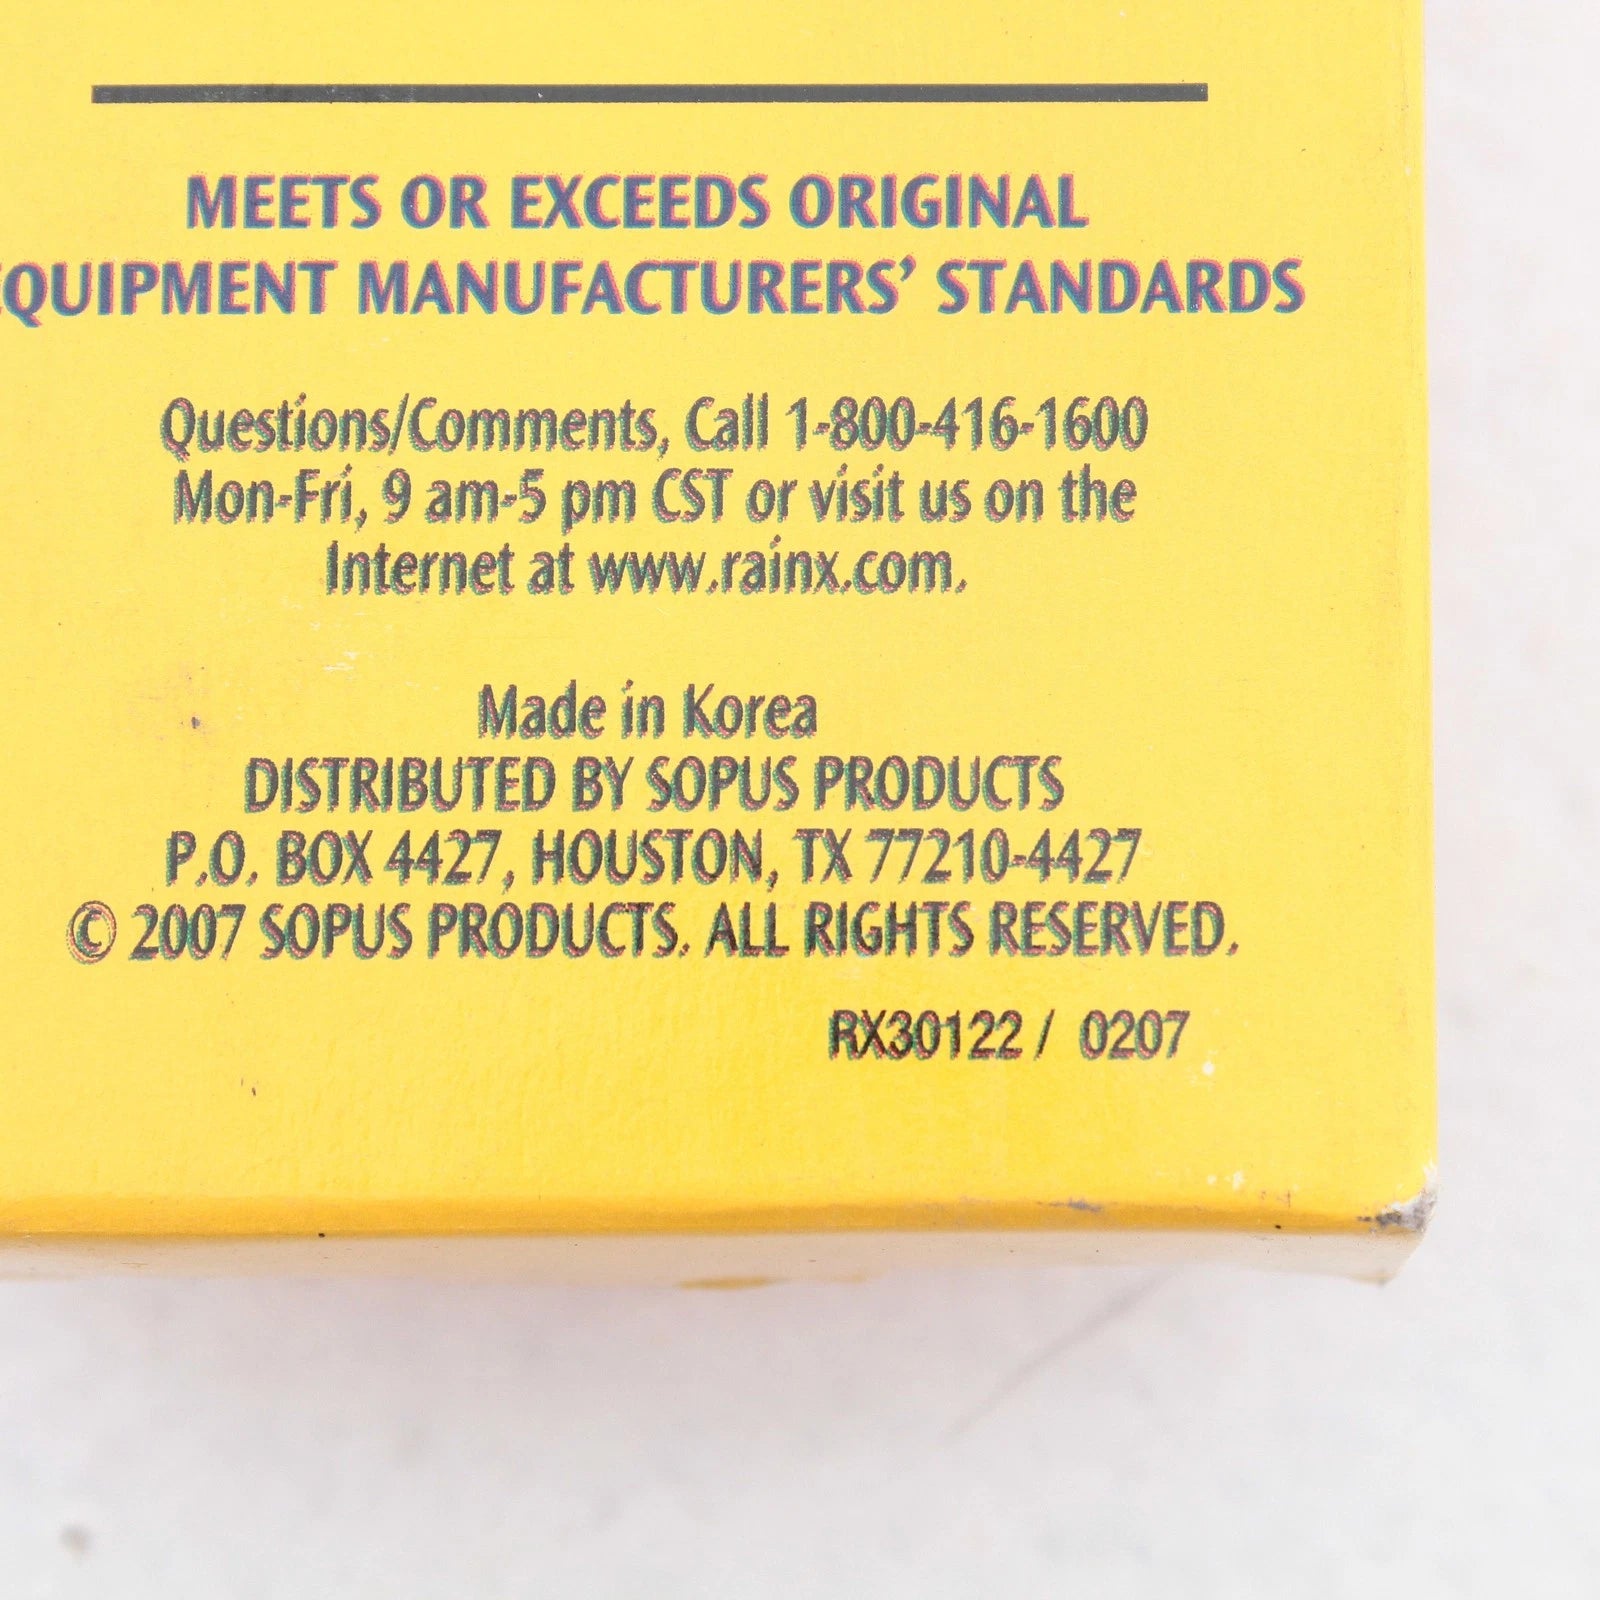 MEETS OR EXCEEDS ORIGINAL
EQUIPMENT MANUFACTURERS’ STANDARDS
Questions/Comments, Call 1-800-416-1600
Mon-Fri, 9 am-5 pm CST or visit us on the
Internet at www.rainx.com.
Made in Korea
DISTRIBUTED BY SOPUS PRODUCTS
P.O. BOX 4427, HOUSTON, TX 77210-4427
© 2007 SOPUS PRODUCTS. ALL RIGHTS RESERVED.
RX30122 / 0207